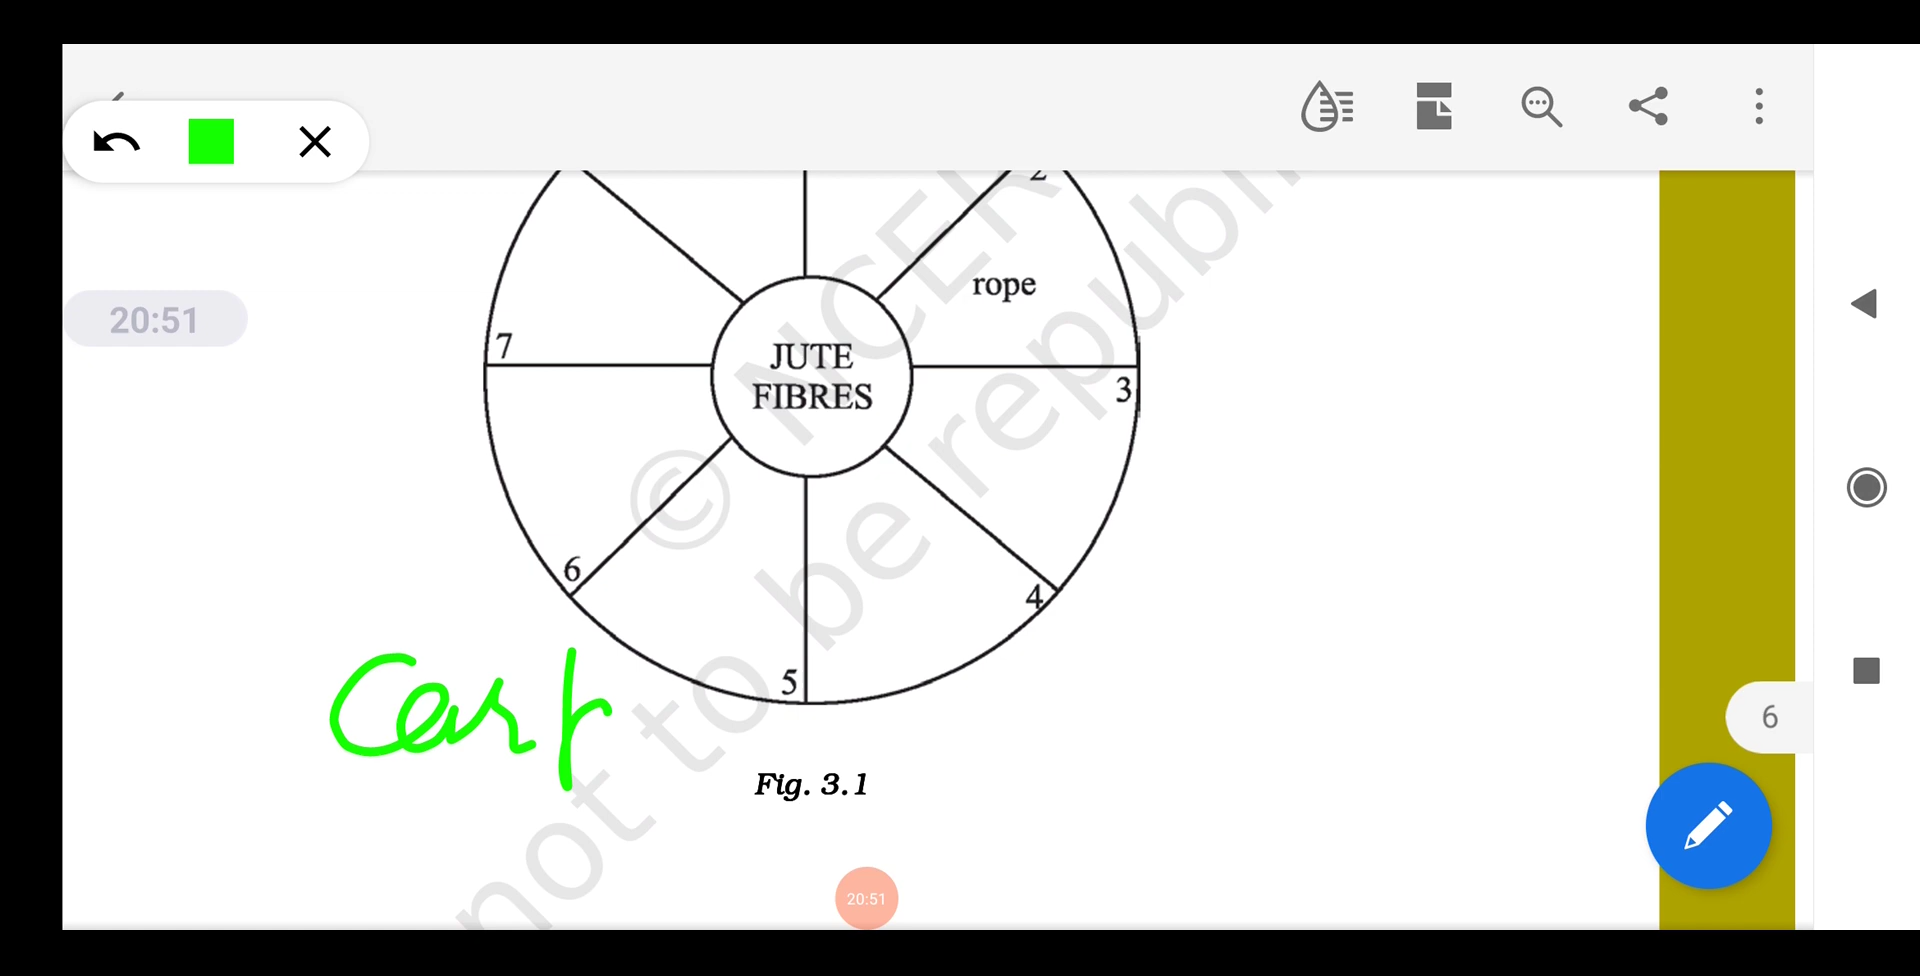 2
rope
20:51
7
JUTE
FIBRES
3
6
4
5
Carp
Fig. 3.1
6
20:51
© NCER
not to be republi